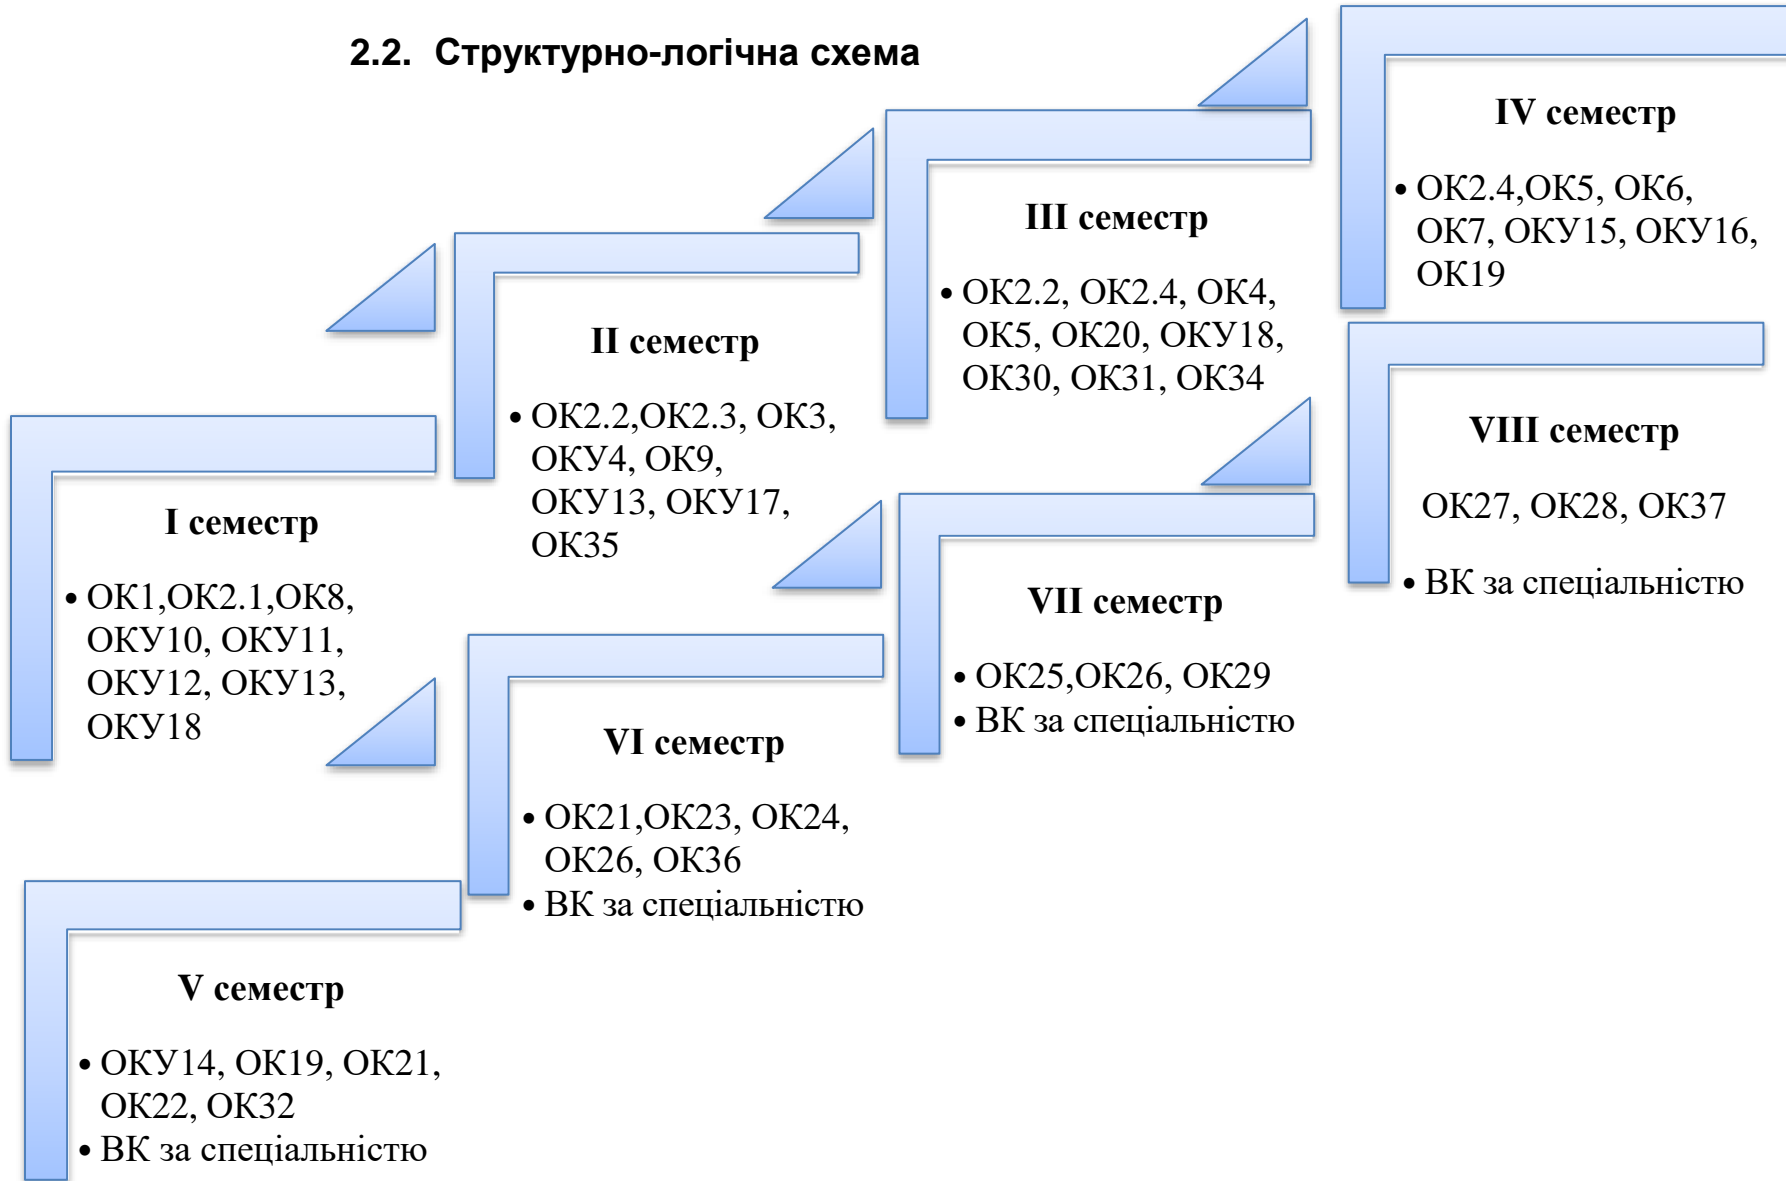 2.2. Структурно-логічна схема
I семестр
• ОК1,ОК2.1,ОК8,
ОКУ10, ОКУ11,
ОКУ12, ОКУ13,
ОКУ18
II семестр
• ОК2.2,ОК2.3, ОК3,
ОКУ4, ОК9,
ОКУ13, ОКУ17,
ОК35
III семестр
• ОК2.2, ОК2.4, ОК4,
ОК5, ОК20, ОКУ18,
ОК30, ОК31, ОК34
IV семестр
• ОК2.4,ОК5, ОК6,
ОК7, ОКУ15, ОКУ16,
ОК19
V семестр
• ОКУ14, ОК19, ОК21,
ОК22, ОК32
• ВК за спеціальністю
VI семестр
• ОК21,ОК23, ОК24,
ОК26, ОК36
• ВК за спеціальністю
VII семестр
• ОК25,ОК26, ОК29
• ВК за спеціальністю
VIII семестр
ОК27, ОК28, ОК37
• ВК за спеціальністю